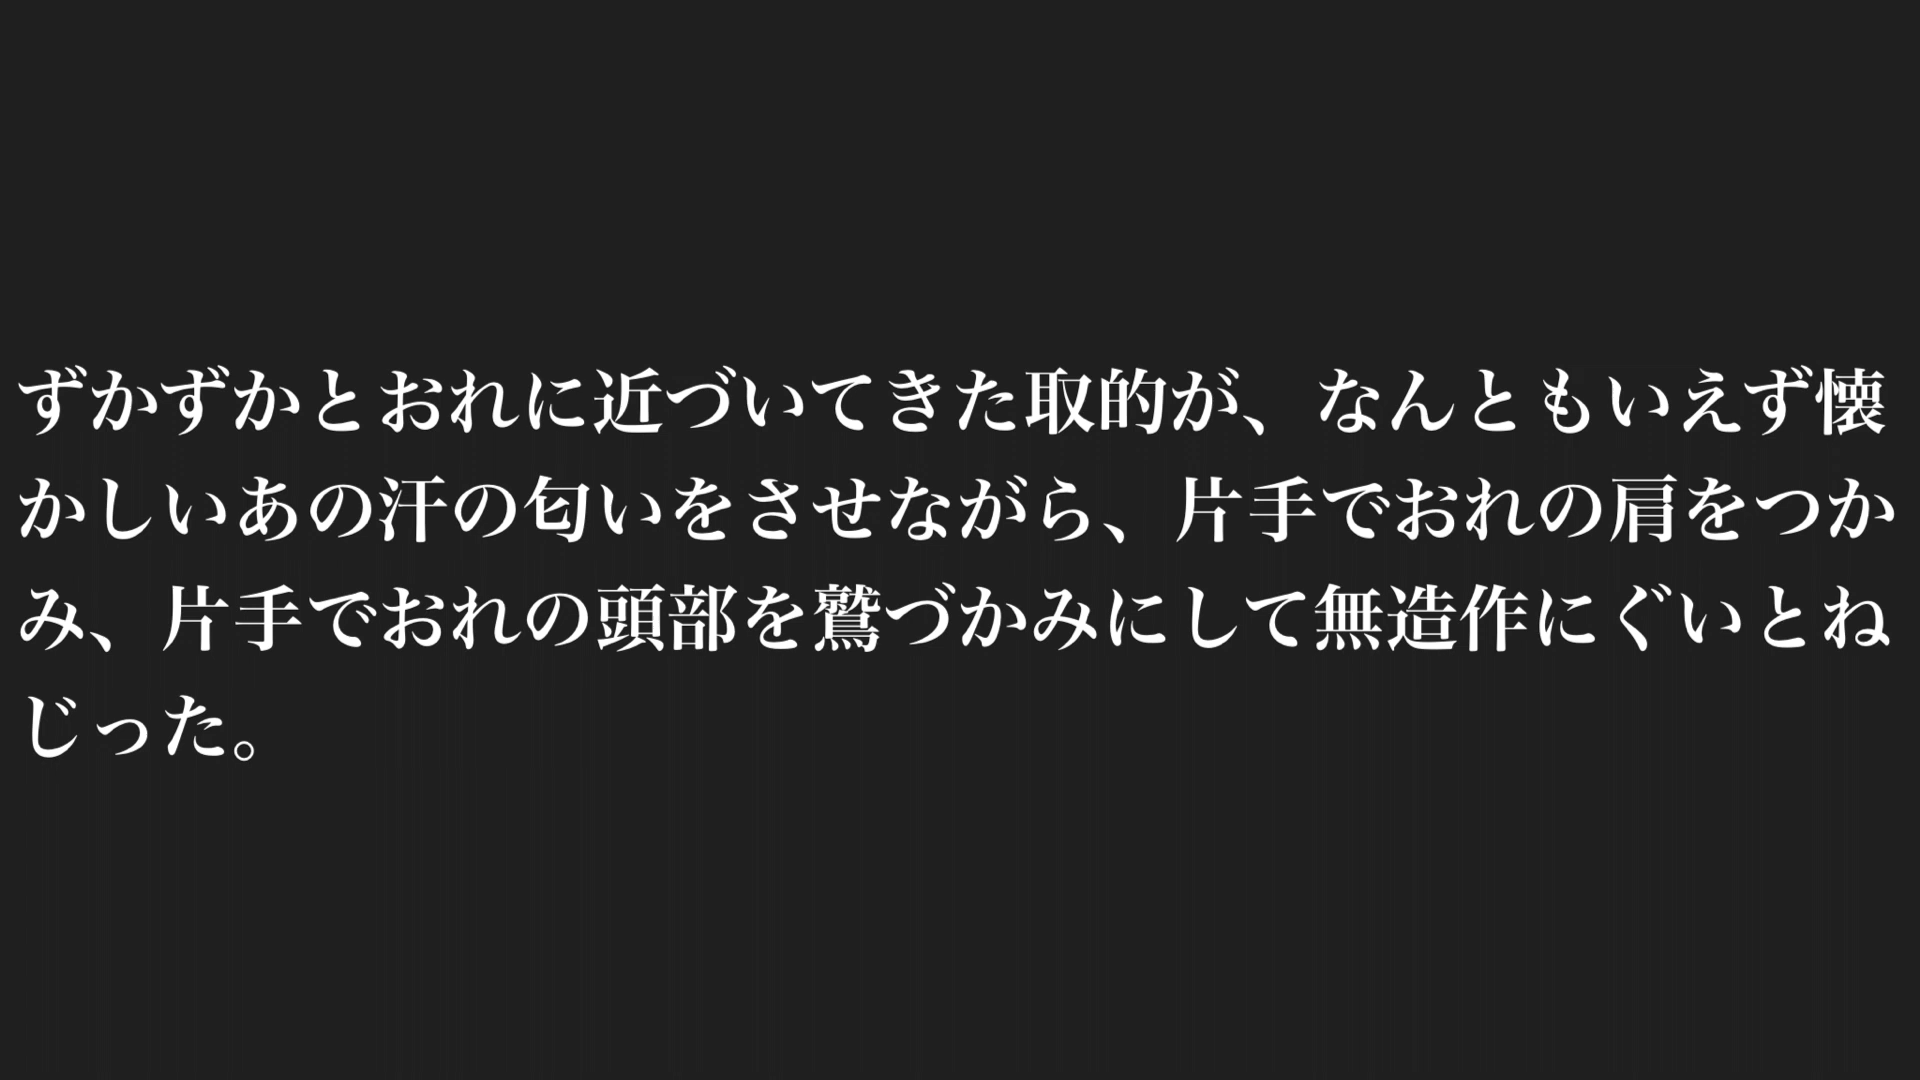 ずかずかとおれに近づいてきた取的が、なんともいえず懐
かしいあの汗の匂いをさせながら、片手でおれの肩をつか
み、片手でおれの頭部を鷲づかみにして無造作にぐいとね
じった。